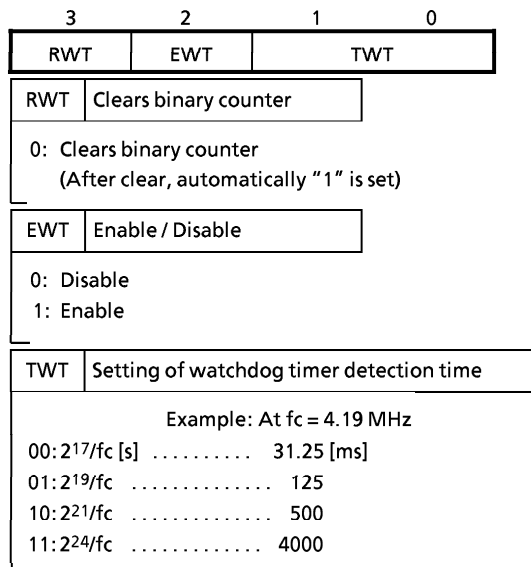 3 2 1 0
RWT EWT TWT
RWT Clears binary counter
0: Clears binary counter
(After clear, automatically "1" is set)
EWT Enable / Disable
0: Disable
1: Enable
TWT Setting of watchdog timer detection time
Example: At fc = 4.19 MHz
00: 2¹⁷/fc [s] .......... 31.25 [ms]
01: 2¹⁹/fc .............. 125
10: 2²¹/fc .............. 500
11: 2²⁴/fc ............. 4000